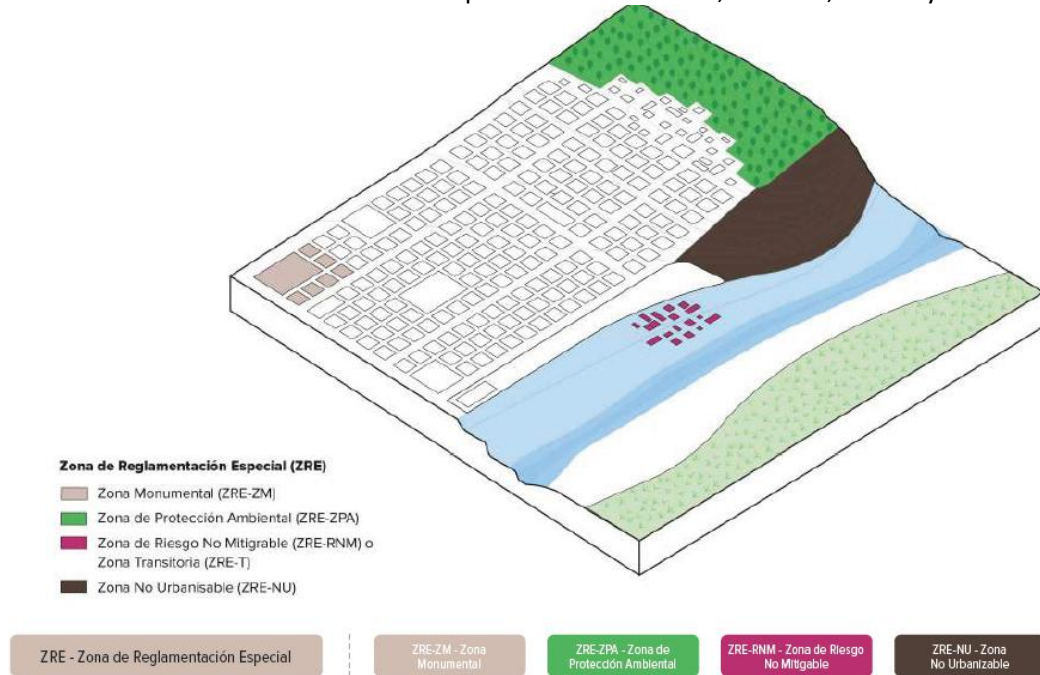 Zona de Reglamentación Especial (ZRE)
Zona Monumental (ZRE-ZM)
Zona de Protección Ambiental (ZRE-ZPA)
Zona de Riesgo No Mitigrable (ZRE-RNM) o
Zona Transitoria (ZRE-T)
Zona No Urbanisable (ZRE-NU)
ZRE - Zona de Reglamentación Especial
ZRE-ZM - Zona
Monumental
ZRE-ZPA - Zona de
Protección Ambiental
ZRE-RNM - Zona de Riesgo
No Mitigable
ZRE-NU - Zona
No Urbanizable